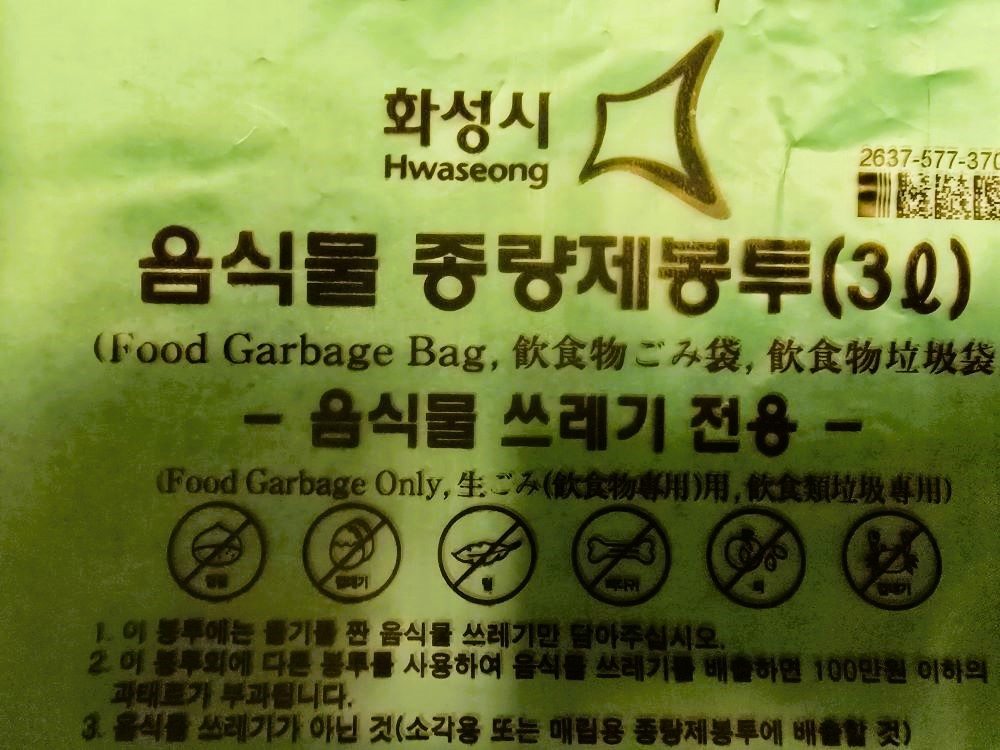 화성시
Hwaseong
2637-577-370
음식물 종량제봉투(3ℓ)
(Food Garbage Bag, 飲食物ごみ袋, 飲食物垃圾袋
- 음식물 쓰레기 전용 -
(Food Garbage Only, 生ごみ(飲食物專用)用, 飲食類垃圾專用)
털 뼈다귀 씨
1. 이 봉투에는 물기를 짠 음식물 쓰레기만 담아주십시오.
2. 이 봉투외에 다른 봉투를 사용하여 음식물 쓰레기를 배출하면 100만원 이하의
과태료가 부과됩니다.
3. 음식물 쓰레기가 아닌 것(소각용 또는 매립용 종량제봉투에 배출할 것)